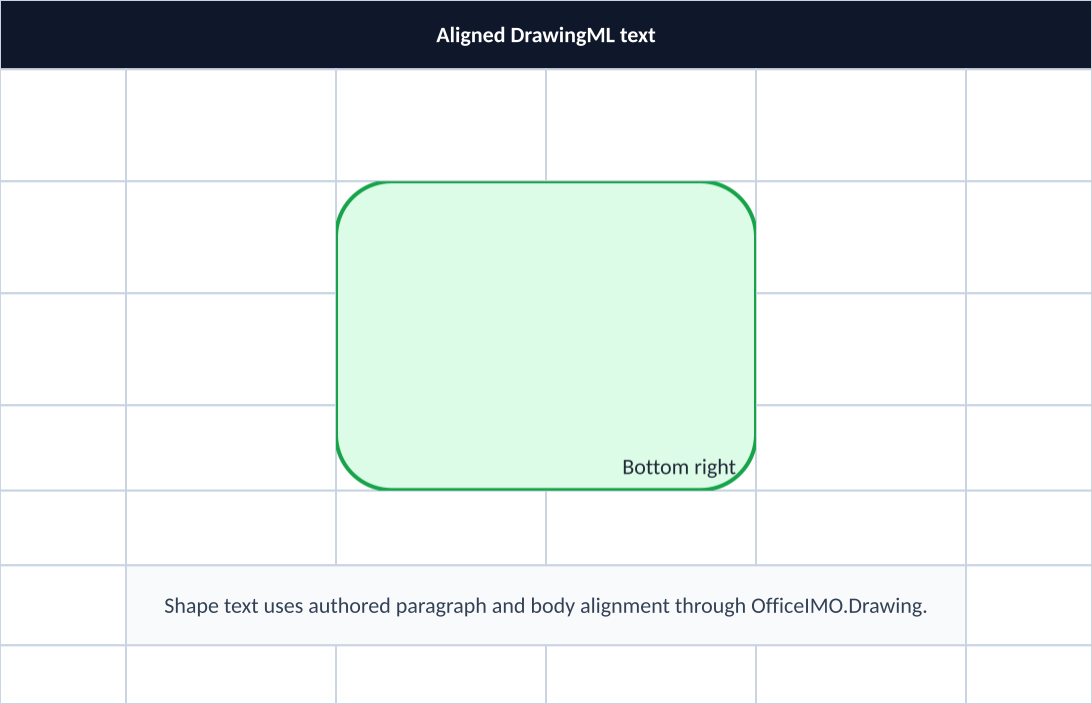 Aligned DrawingML text
Bottom right
Shape text uses authored paragraph and body alignment through OfficeIMO.Drawing.